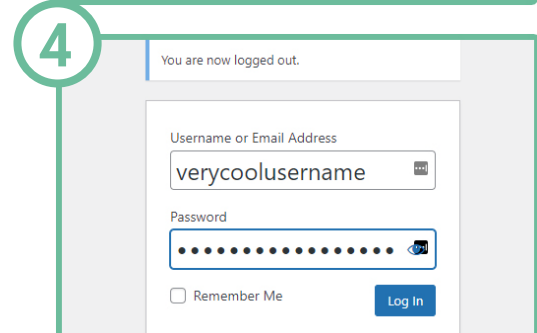 4
You are now logged out.
Username or Email Address
verycoolusername
Password
Remember Me
Log In